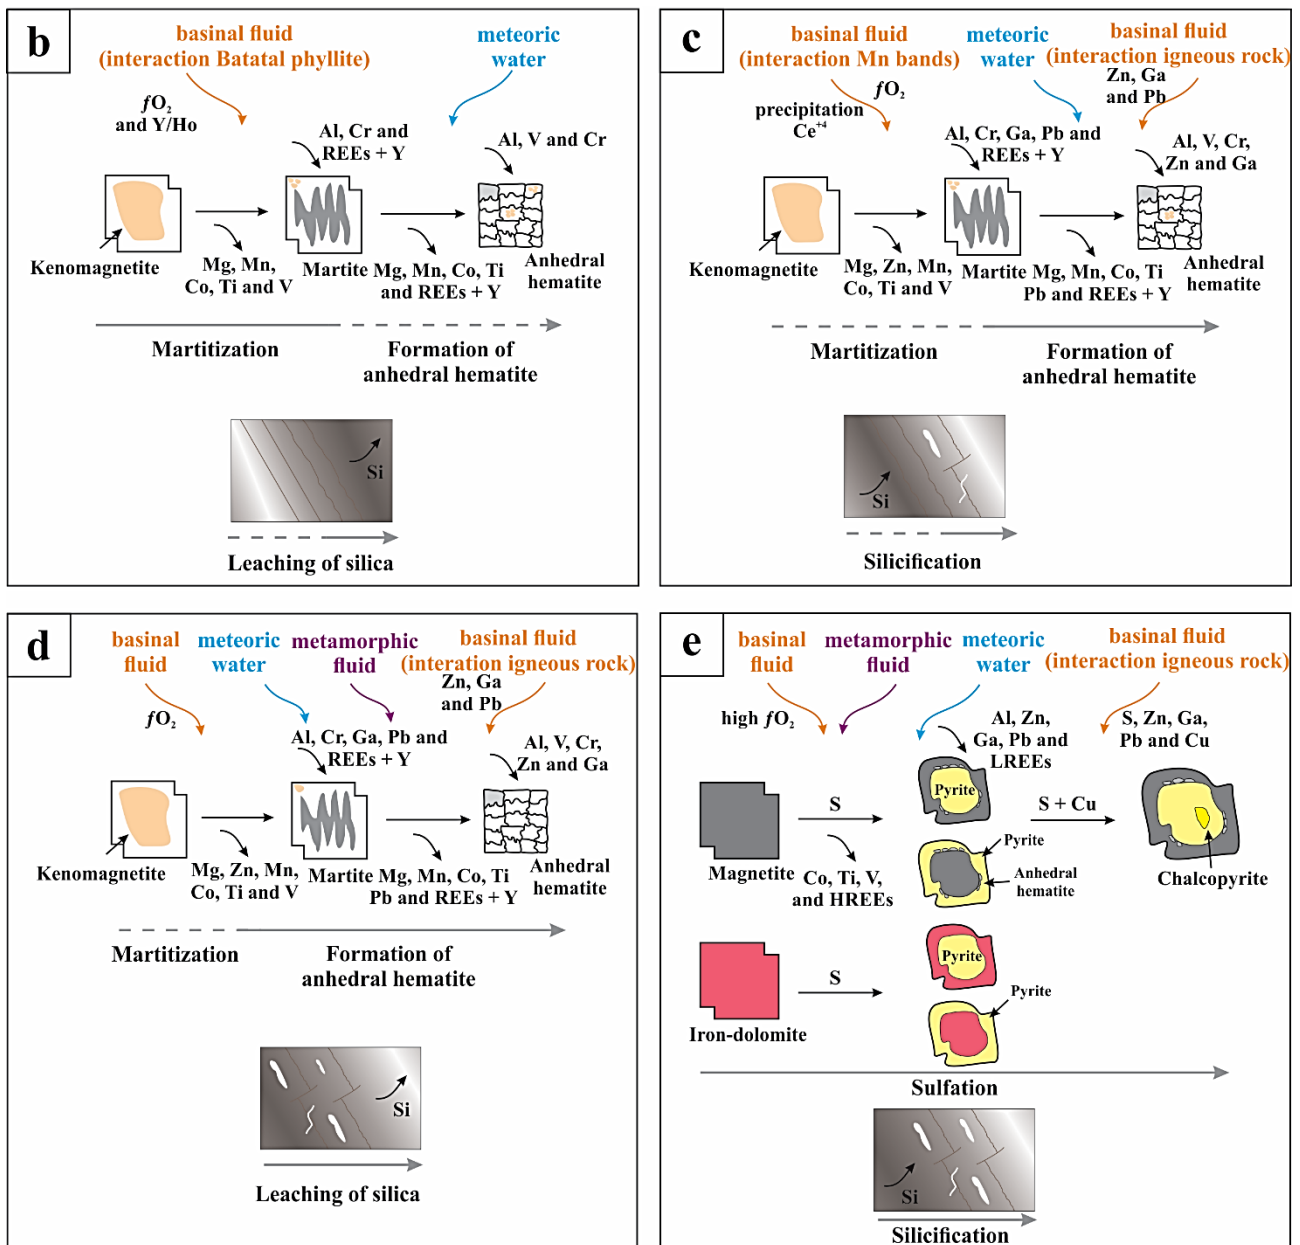 b
basinal fluid
(interaction Batatal phyllite)
meteoric
water
fO₂
and Y/Ho
Al, Cr and
REEs + Y
Al, V and Cr
Kenomagnetite
Mg, Mn,
Co, Ti and V
Martite
Mg, Mn, Co, Ti
and REEs + Y
Anhedral
hematite
Martitization
Formation of
anhedral hematite
Si
Leaching of silica
c
basinal fluid
(interaction Mn bands)
meteoric
water
basinal fluid
(interaction igneous rock)
fO₂
precipitation
Ce⁺⁴
Zn, Ga
and Pb
Al, Cr, Ga, Pb and
REEs + Y
Al, V, Cr,
Zn and Ga
Kenomagnetite
Mg, Zn, Mn,
Co, Ti and V
Martite
Mg, Mn, Co, Ti
Pb and REEs + Y
Anhedral
hematite
Martitization
Formation of
anhedral hematite
Si
Silicification
d
basinal
fluid
meteoric
water
metamorphic
fluid
basinal fluid
(interation igneous rock)
fO₂
Zn, Ga
and Pb
Al, Cr, Ga, Pb and
REEs + Y
Al, V, Cr,
Zn and Ga
Kenomagnetite
Mg, Zn, Mn,
Co, Ti and V
Martite
Mg, Mn, Co, Ti
Pb and REEs + Y
Anhedral
hematite
Martitization
Formation of
anhedral hematite
Si
Leaching of silica
e
basinal
fluid
metamorphic
fluid
meteoric
water
basinal fluid
(interaction igneous rock)
high fO₂
Al, Zn,
Ga, Pb and
LREEs
S, Zn, Ga,
Pb and Cu
Magnetite
S
Co, Ti, V,
and HREEs
Pyrite
Pyrite
Anhedral
hematite
S + Cu
Chalcopyrite
Iron-dolomite
S
Pyrite
Pyrite
Sulfation
Si
Silicification